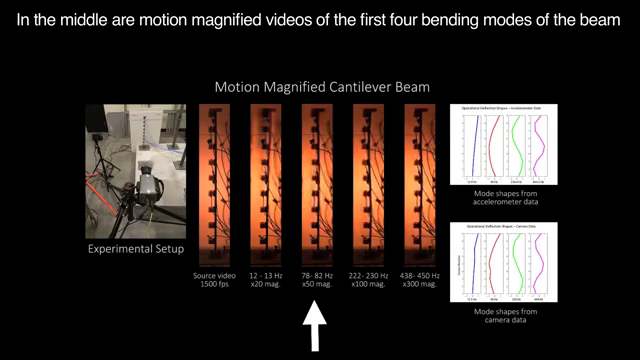 In the middle are motion magnified videos of the first four bending modes of the beam
Motion Magnified Cantilever Beam
Experimental Setup
Source video
1500 fps
12 - 13 Hz
x20 mag.
78- 82 Hz
x50 mag.
222 - 230 Hz
x100 mag.
438- 450 Hz
x300 mag.
Operational Deflection Shapes - Accelerometer Data
Mode shapes from
accelerometer data
Operational Deflection Shapes - Camera Data
Mode shapes from
camera data